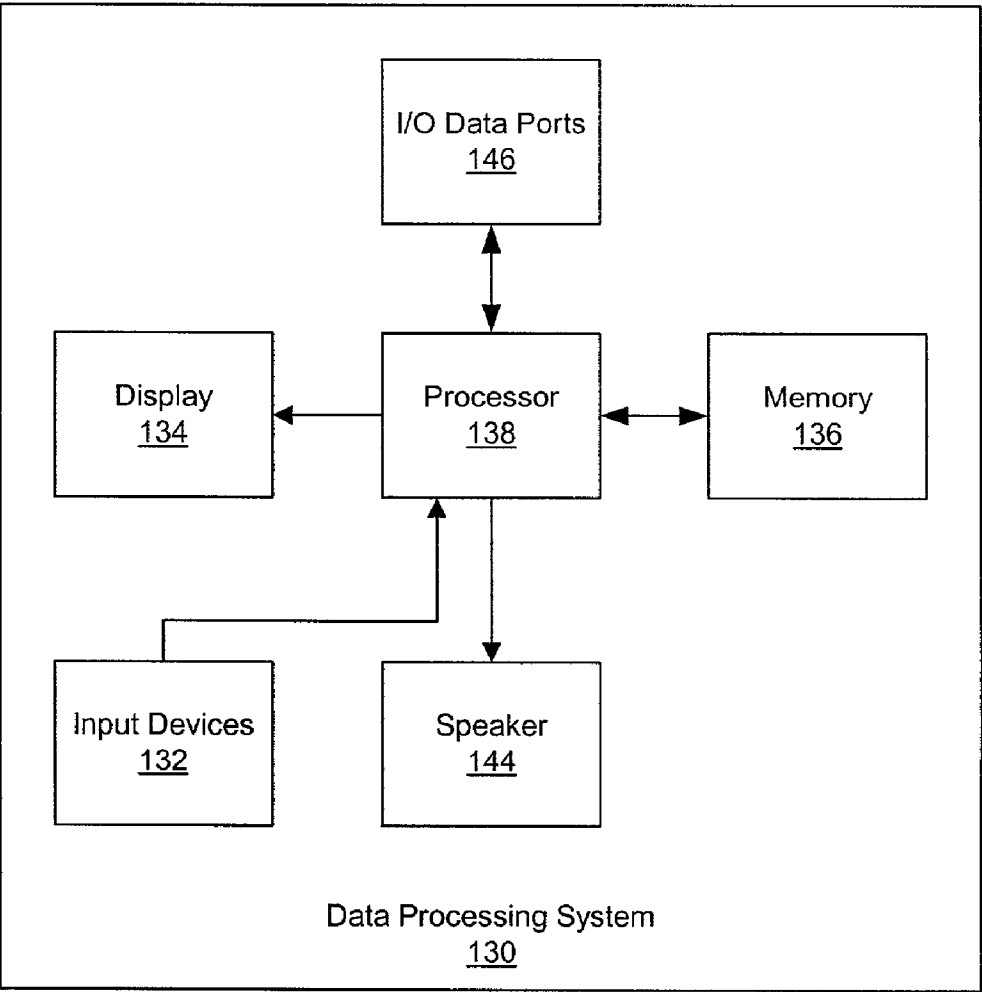 I/O Data Ports
146
Display
134
Processor
138
Memory
136
Input Devices
132
Speaker
144
Data Processing System
130